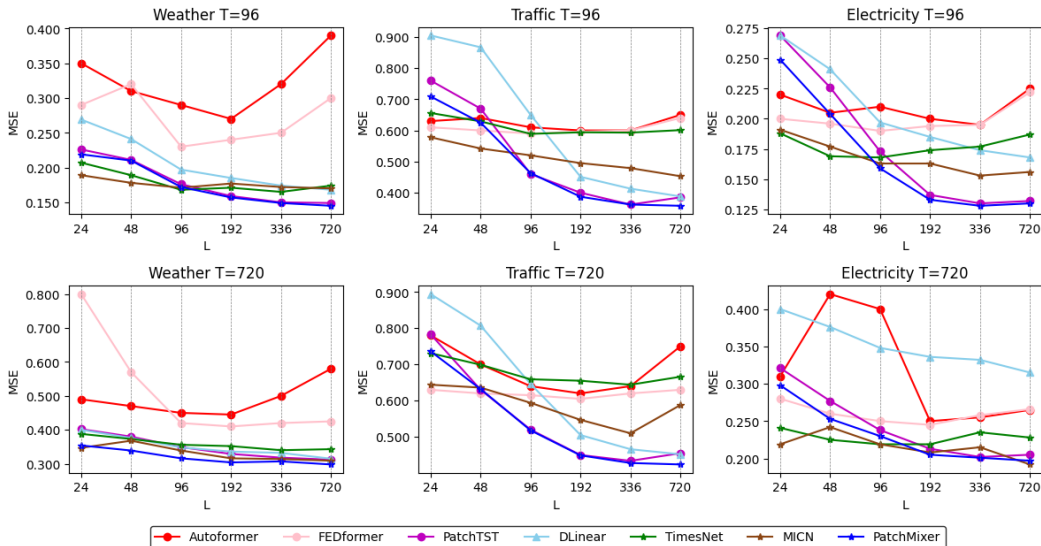 Weather T=96
Traffic T=96
Electricity T=96
MSE
0.400
0.350
0.300
0.250
0.200
0.150
24 48 96 192 336 720
L
MSE
0.900
0.800
0.700
0.600
0.500
0.400
24 48 96 192 336 720
L
MSE
0.275
0.250
0.225
0.200
0.175
0.150
0.125
24 48 96 192 336 720
L
Weather T=720
Traffic T=720
Electricity T=720
MSE
0.800
0.700
0.600
0.500
0.400
0.300
24 48 96 192 336 720
L
MSE
0.900
0.800
0.700
0.600
0.500
24 48 96 192 336 720
L
MSE
0.400
0.350
0.300
0.250
0.200
24 48 96 192 336 720
L
Autoformer FEDformer PatchTST DLinear TimesNet MICN PatchMixer